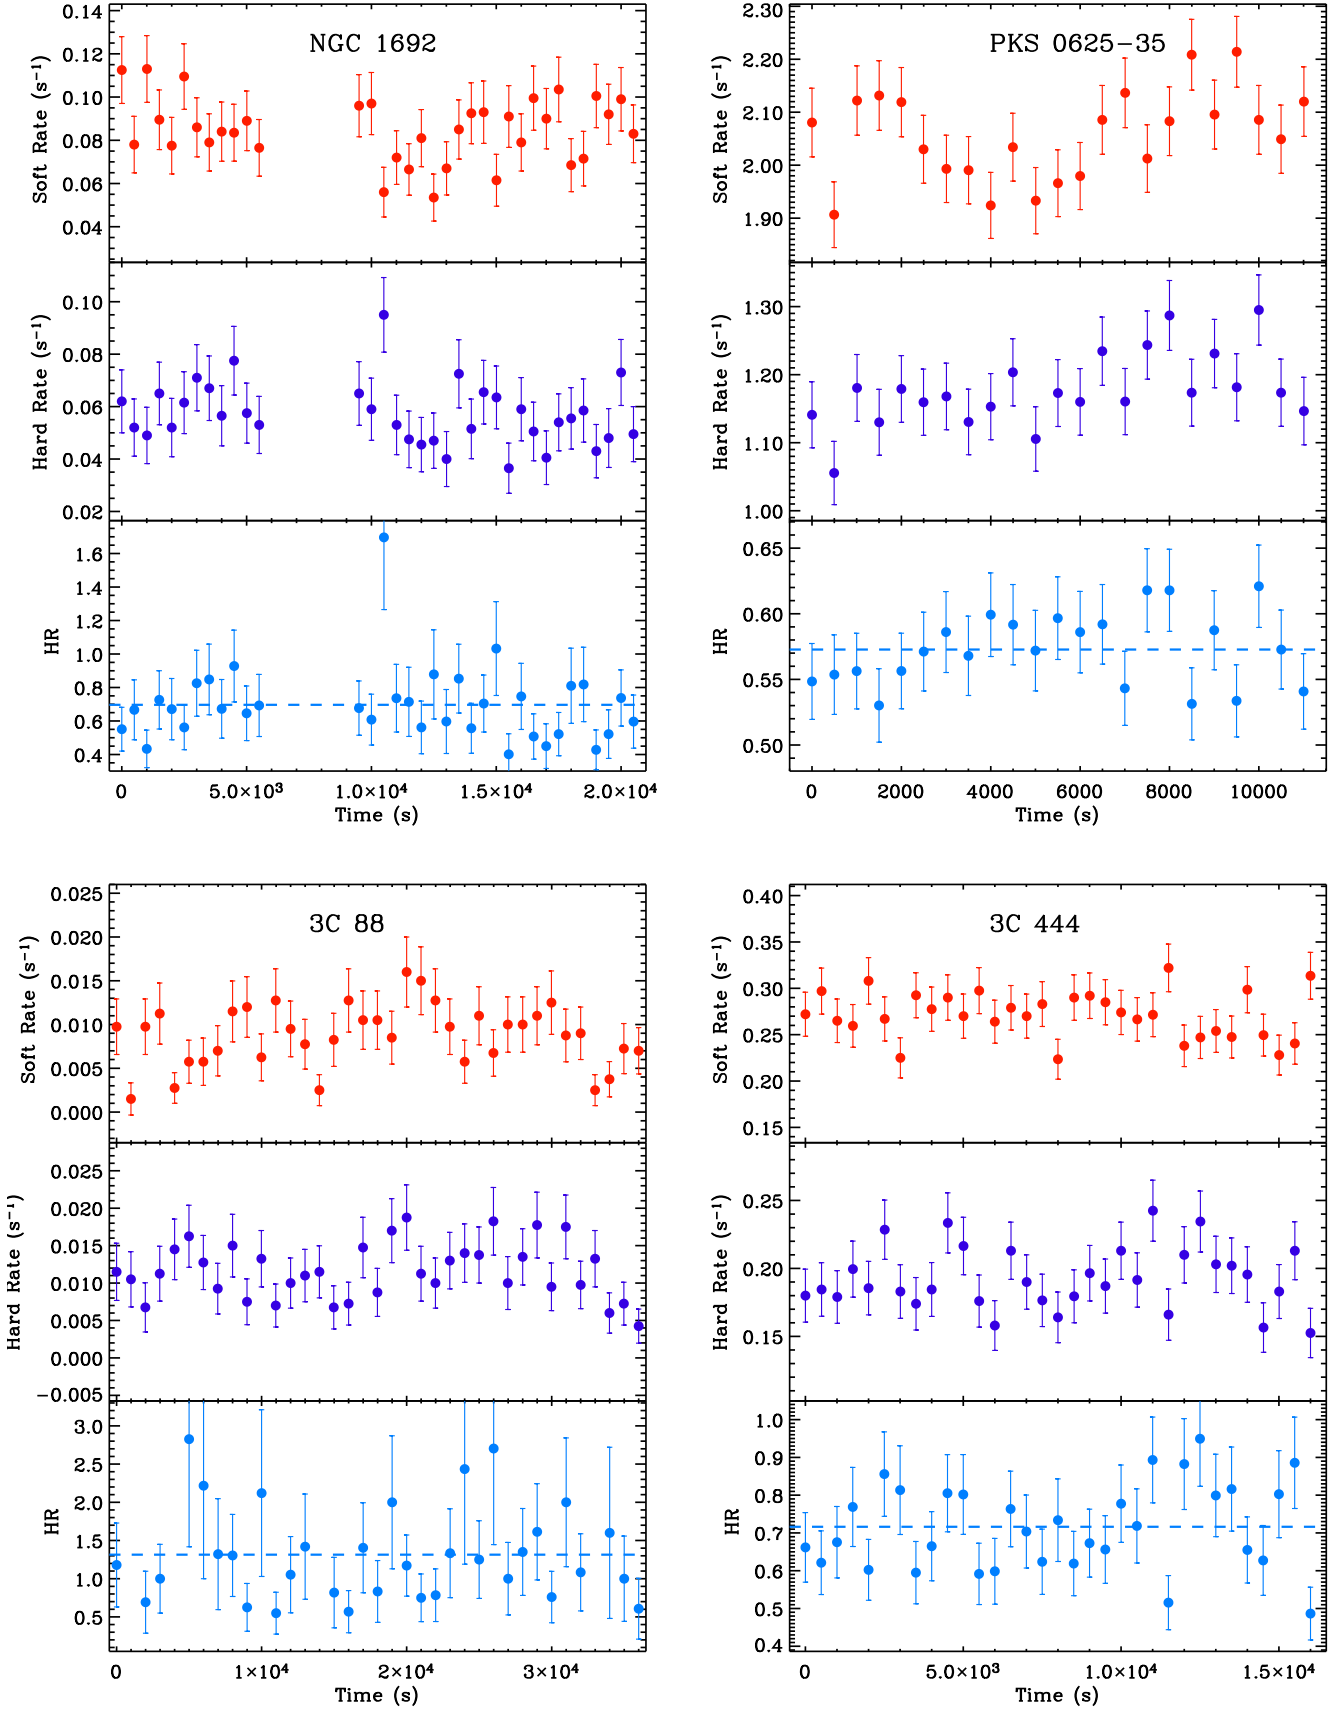 NGC 1692
0.14
0.12
0.10
0.08
0.06
0.04
Soft Rate (s⁻¹)
0.10
0.08
0.06
0.04
0.02
Hard Rate (s⁻¹)
1.6
1.4
1.2
1.0
0.8
0.6
0.4
HR
0 5.0×10³ 1.0×10⁴ 1.5×10⁴ 2.0×10⁴
Time (s)
PKS 0625−35
2.30
2.20
2.10
2.00
1.90
Soft Rate (s⁻¹)
1.30
1.20
1.10
1.00
Hard Rate (s⁻¹)
0.65
0.60
0.55
0.50
HR
0 2000 4000 6000 8000 10000
Time (s)
3C 88
0.025
0.020
0.015
0.010
0.005
0.000
Soft Rate (s⁻¹)
0.025
0.020
0.015
0.010
0.005
0.000
−0.005
Hard Rate (s⁻¹)
3.0
2.5
2.0
1.5
1.0
0.5
HR
0 1×10⁴ 2×10⁴ 3×10⁴
Time (s)
3C 444
0.40
0.35
0.30
0.25
0.20
0.15
Soft Rate (s⁻¹)
0.25
0.20
0.15
Hard Rate (s⁻¹)
1.0
0.9
0.8
0.7
0.6
0.5
0.4
HR
0 5.0×10³ 1.0×10⁴ 1.5×10⁴
Time (s)